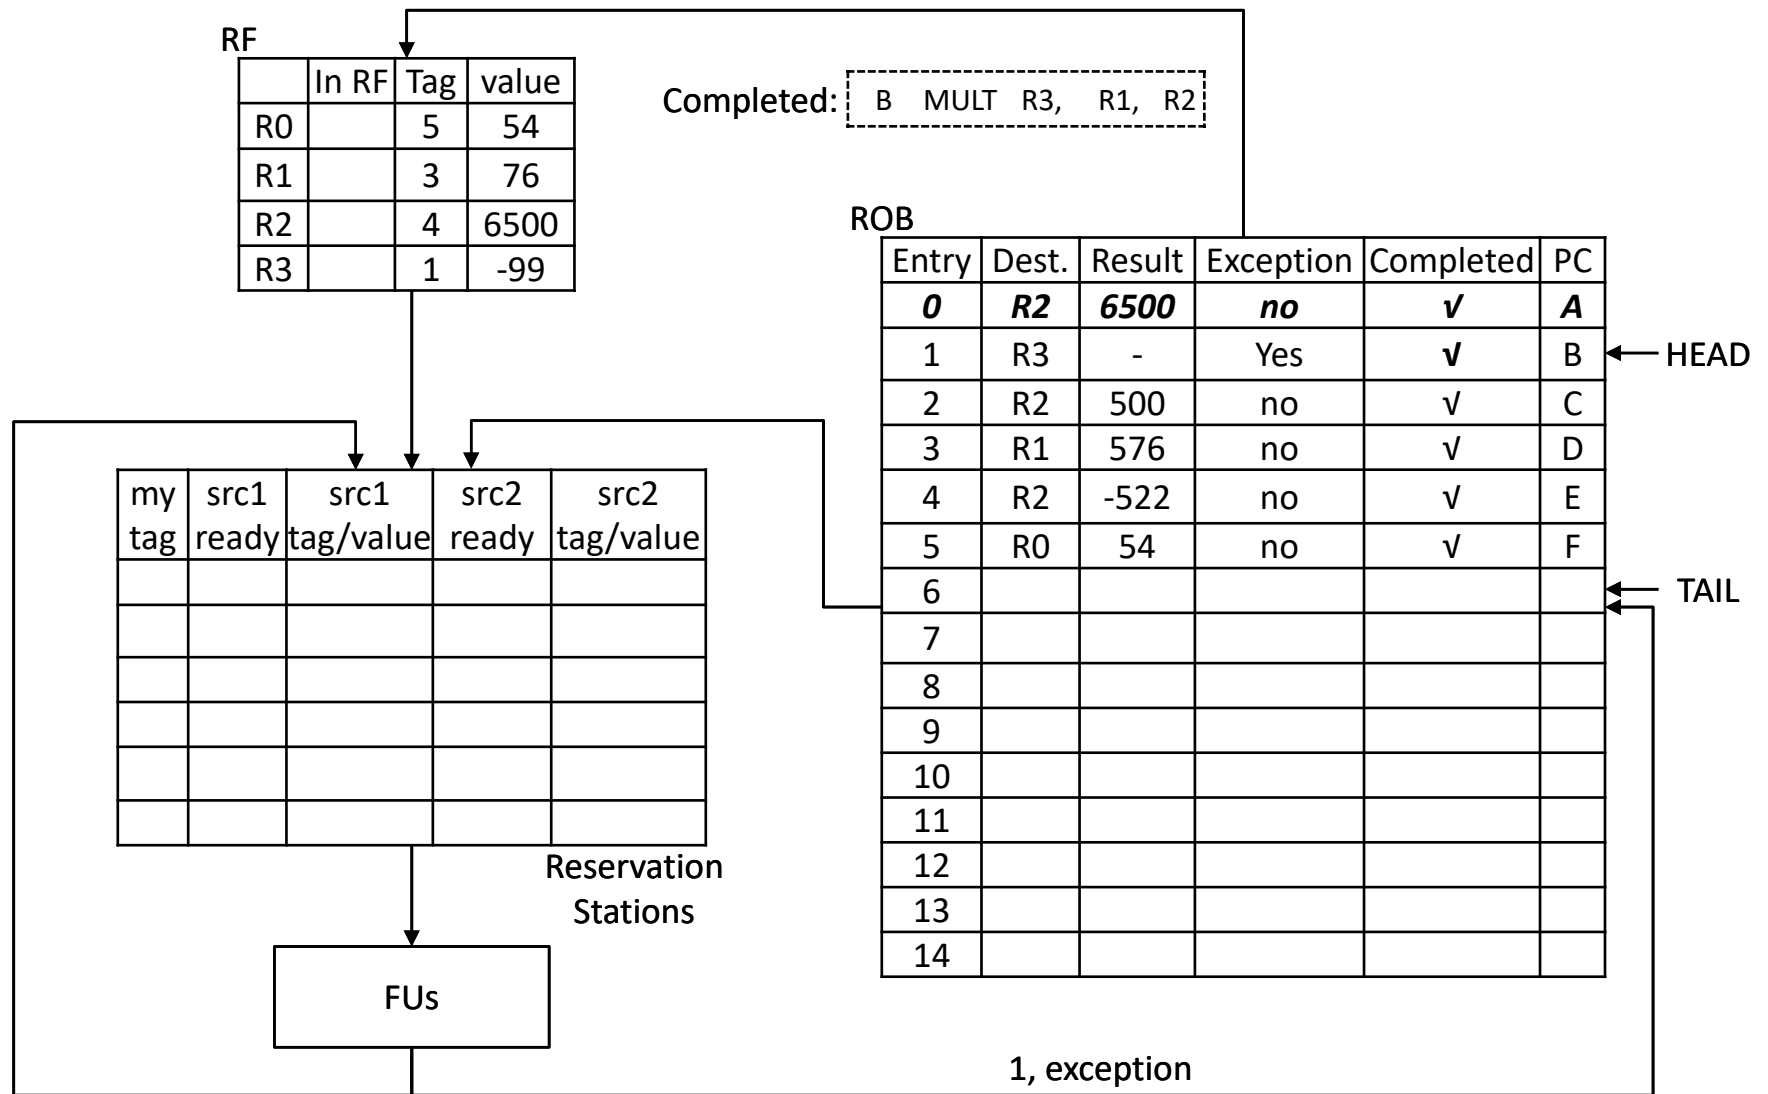 RF
In RF Tag value
R0 5 54
R1 3 76
R2 4 6500
R3 1 -99
Completed: B MULT R3, R1, R2
ROB
Entry Dest. Result Exception Completed PC
0 R2 6500 no √ A
1 R3 - Yes √ B
HEAD
2 R2 500 no √ C
3 R1 576 no √ D
4 R2 -522 no √ E
5 R0 54 no √ F
6
TAIL
7
8
9
10
11
12
13
14
my src1 src1 src2 src2
tag ready tag/value ready tag/value
Reservation
Stations
FUs
1, exception